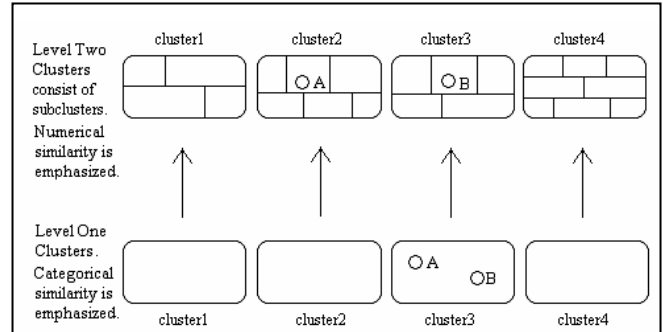 cluster1 cluster2 cluster3 cluster4
Level Two
Clusters
consist of
subclusters.
Numerical
similarity is
emphasized.
A
B
Level One
Clusters.
Categorical
similarity is
emphasized.
A
B
cluster1 cluster2 cluster3 cluster4